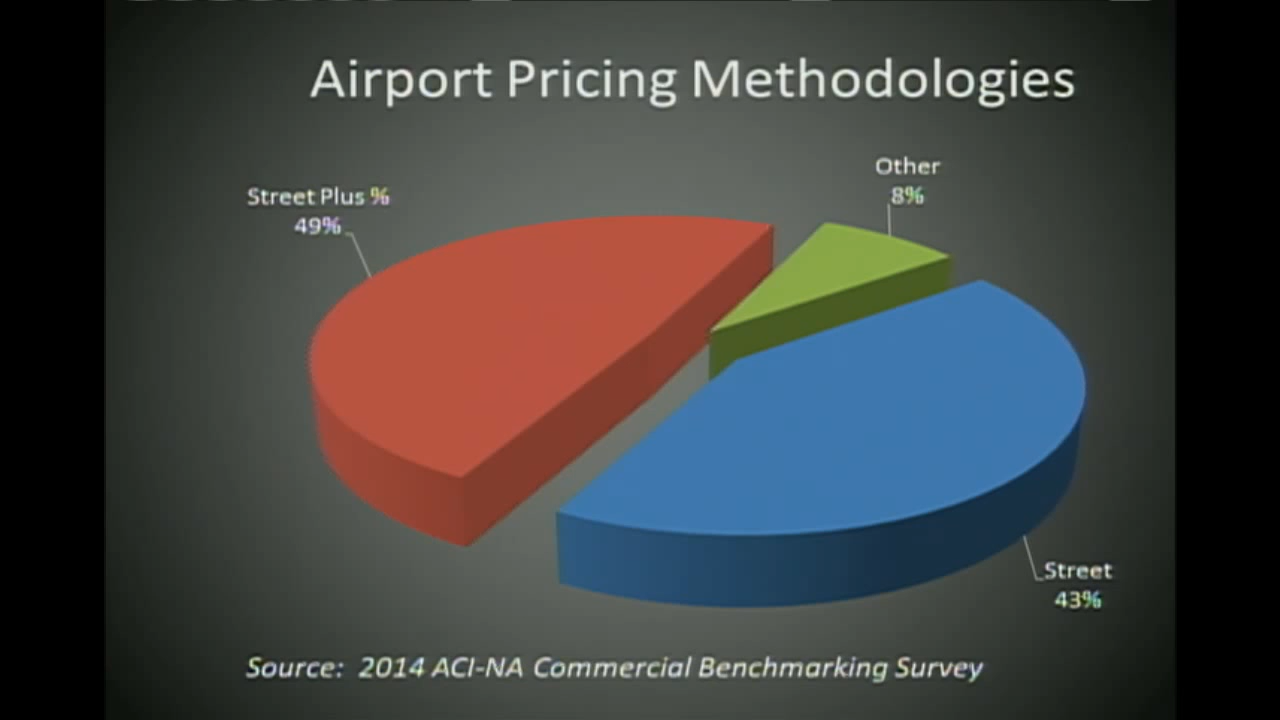 Airport Pricing Methodologies
Other
8%
Street Plus %
49%
Street
43%
Source: 2014 ACI-NA Commercial Benchmarking Survey